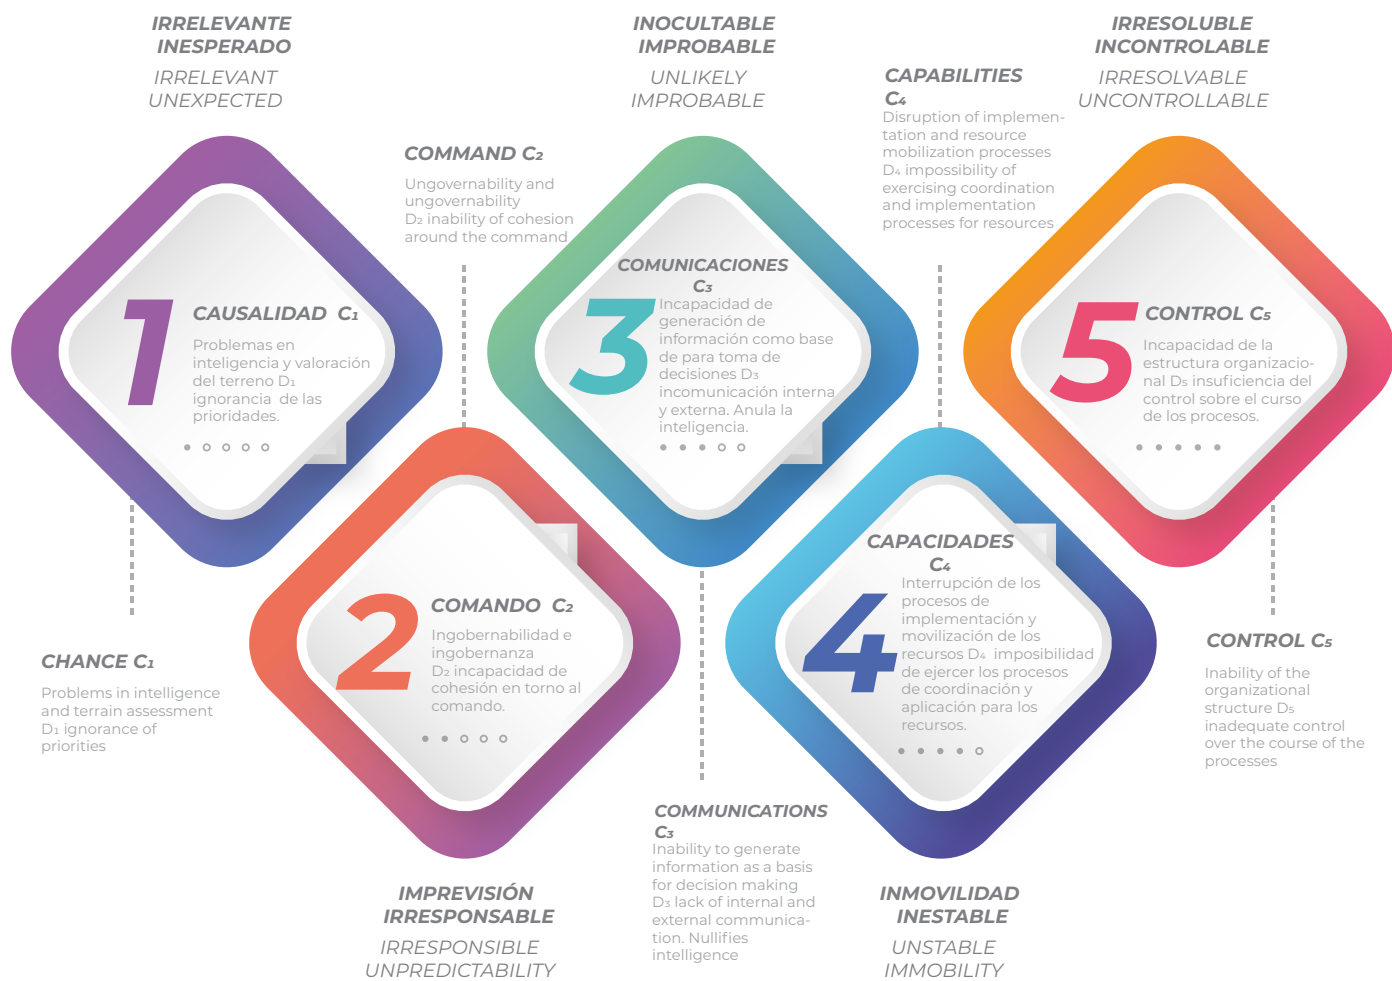 IRRELEVANTE
INESPERADO
IRRELEVANT
UNEXPECTED
1
CAUSALIDAD C₁
Problemas en
inteligencia y valoración
del terreno D₁
ignorancia de las
prioridades.
CHANCE C₁
Problems in intelligence
and terrain assessment
D₁ ignorance of
priorities
COMMAND C₂
Ungovernability and
ungovernability
D₂ inability of cohesion
around the command
2
COMANDO C₂
Ingobernabilidad e
ingobernanza
D₂ incapacidad de
cohesión en torno al
comando.
IMPREVISIÓN
IRRESPONSABLE
IRRESPONSIBLE
UNPREDICTABILITY
INOCULTABLE
IMPROBABLE
UNLIKELY
IMPROBABLE
3
COMUNICACIONES
C₃
Incapacidad de
generación de
información como base
de para toma de
decisiones D₃
incomunicación interna
y externa. Anula la
inteligencia.
COMMUNICATIONS
C₃
Inability to generate
information as a basis
for decision making
D₃ lack of internal and
external communica-
tion. Nullifies
intelligence
CAPABILITIES
C₄
Disruption of implemen-
tation and resource
mobilization processes
D₄ impossibility of
exercising coordination
and implementation
processes for resources
4
CAPACIDADES
C₄
Interrupción de los
procesos de
implementación y
movilización de los
recursos D₄ imposibilidad
de ejercer los procesos
de coordinación y
aplicación para los
recursos.
INMOVILIDAD
INESTABLE
UNSTABLE
IMMOBILITY
IRRESOLUBLE
INCONTROLABLE
IRRESOLVABLE
UNCONTROLLABLE
5
CONTROL C₅
Incapacidad de la
estructura organizacio-
nal D₅ insuficiencia del
control sobre el curso
de los procesos.
CONTROL C₅
Inability of the
organizational
structure D₅
inadequate control
over the course of the
processes